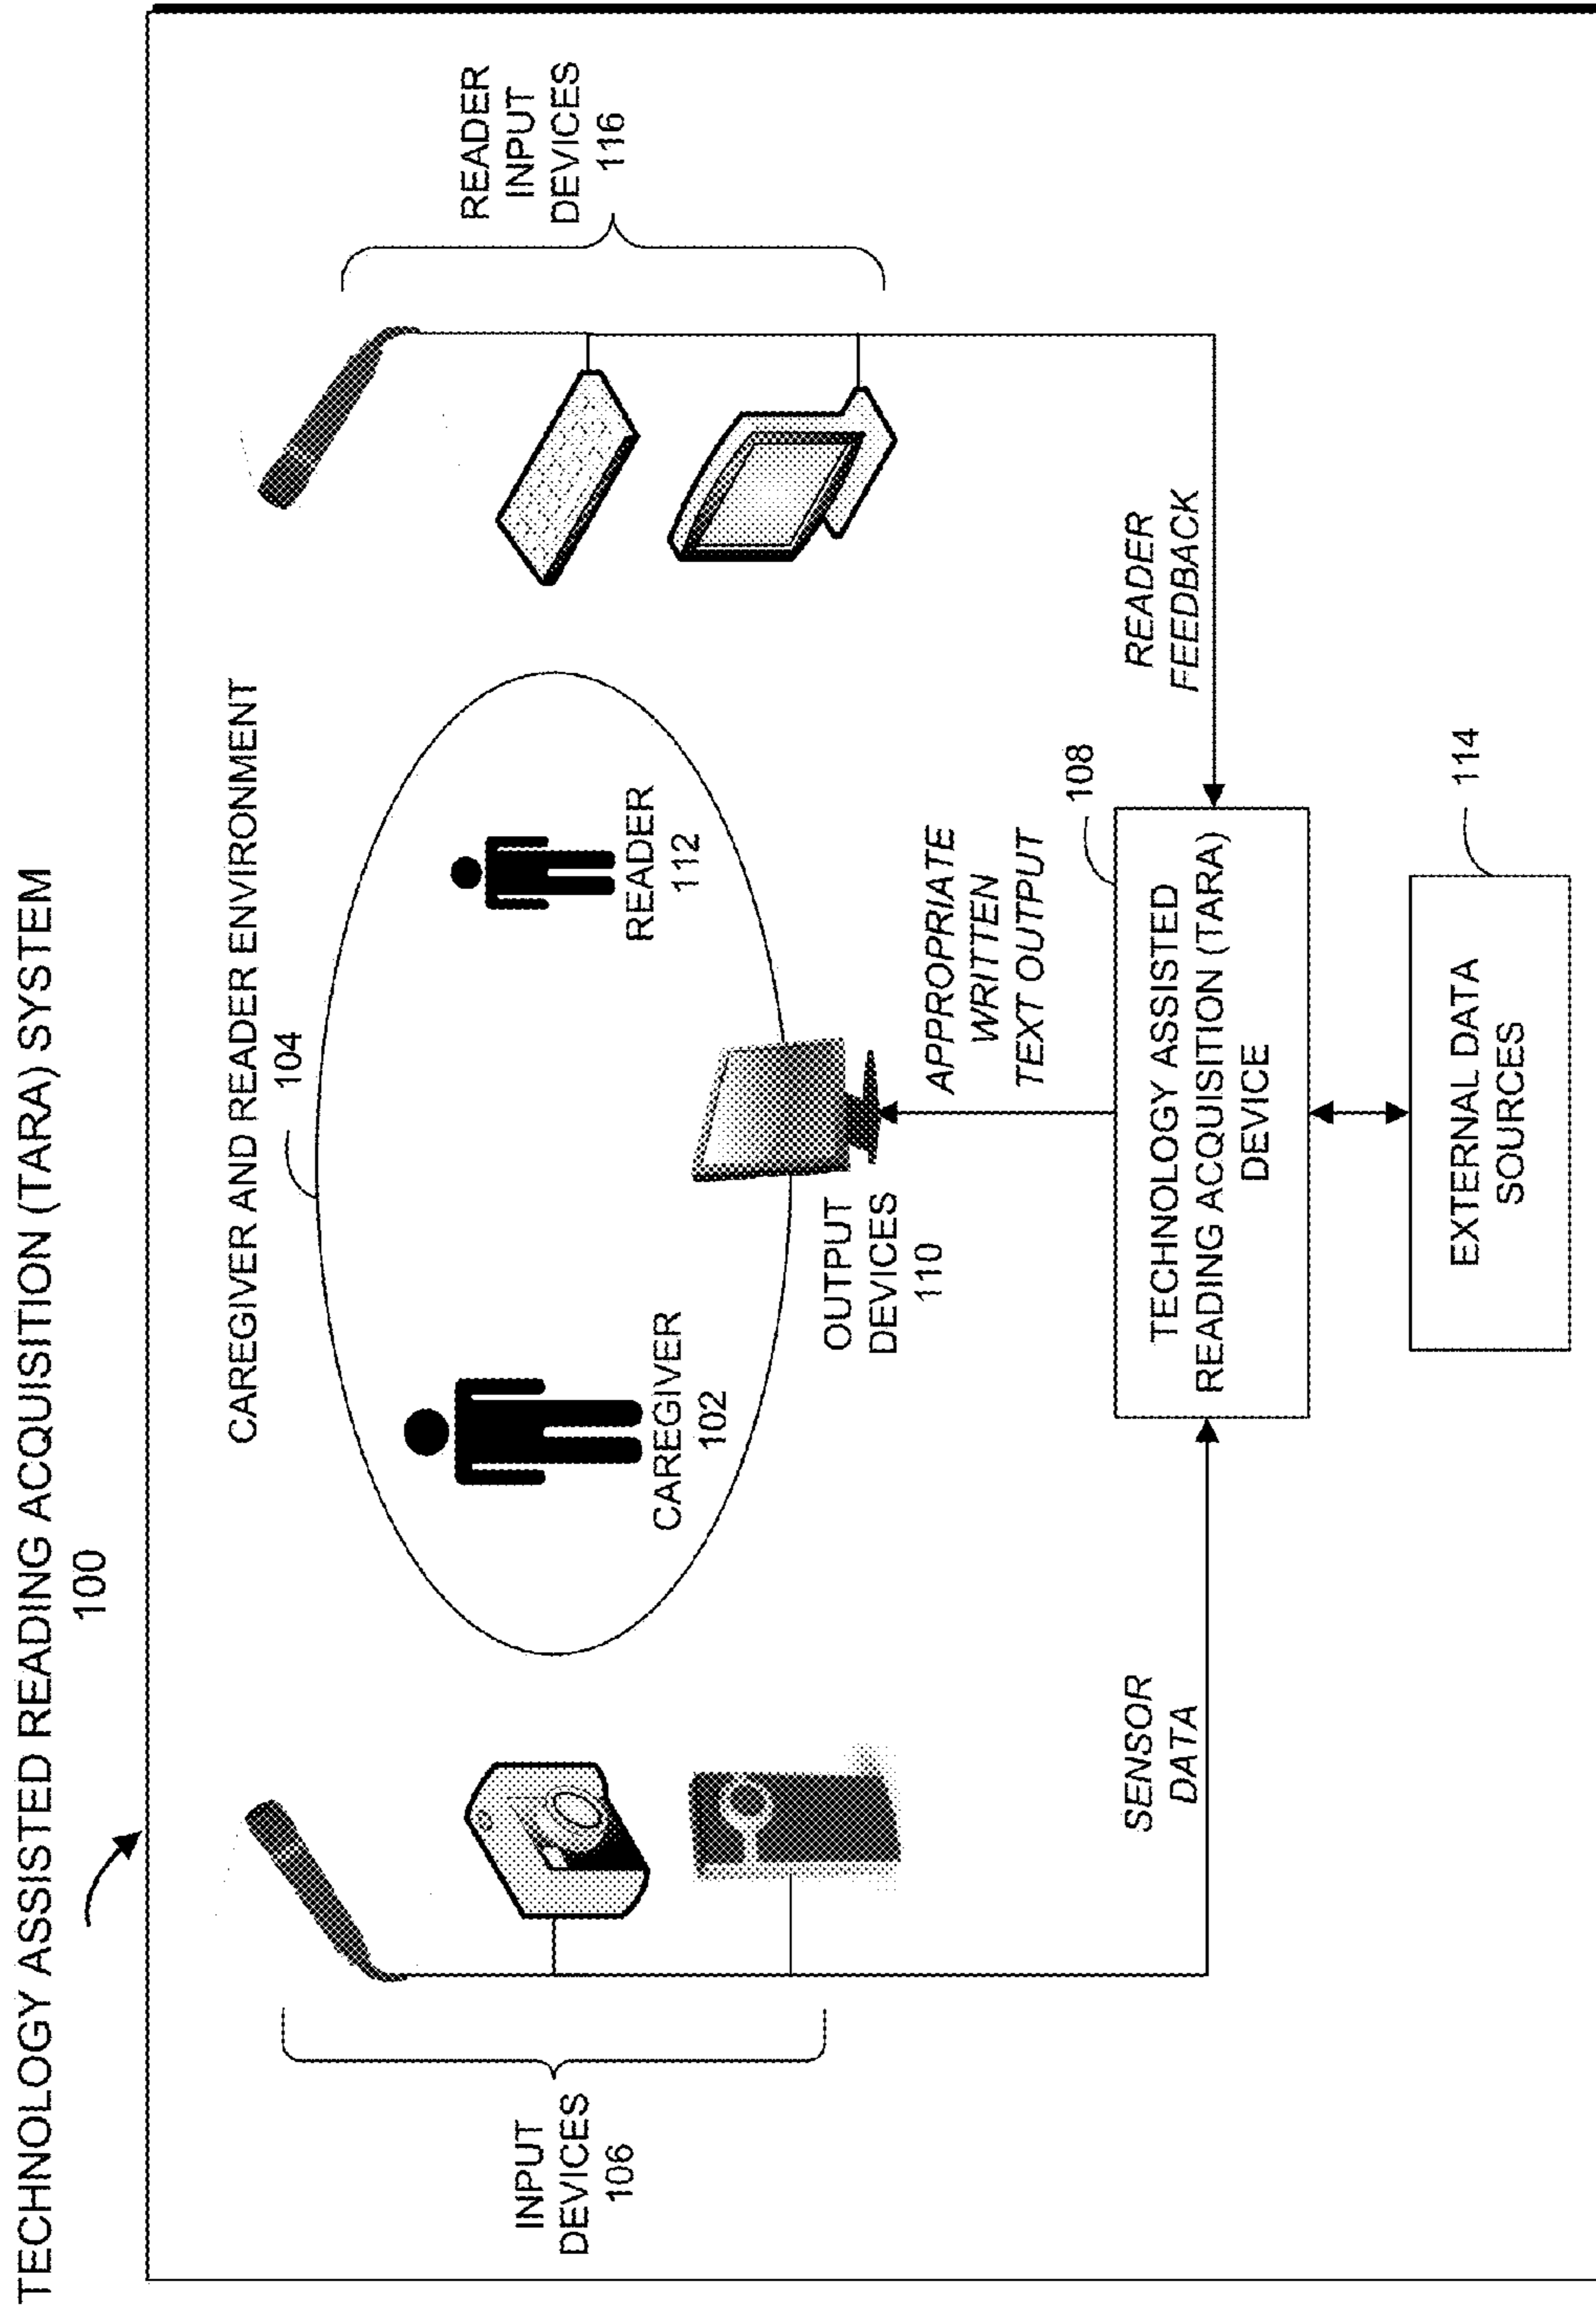 TECHNOLOGY ASSISTED READING ACQUISITION (TARA) SYSTEM
100
CAREGIVER AND READER ENVIRONMENT
104
INPUT
DEVICES
106
CAREGIVER
102
READER
112
READER
INPUT
DEVICES
116
OUTPUT
DEVICES
110
APPROPRIATE
WRITTEN
TEXT OUTPUT
SENSOR
DATA
READER
FEEDBACK
108
TECHNOLOGY ASSISTED
READING ACQUISITION (TARA)
DEVICE
114
EXTERNAL DATA
SOURCES